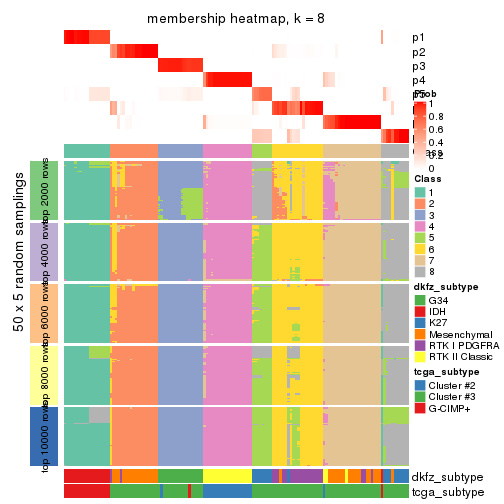 membership heatmap, k = 8
p1
p2
p3
p4
Prob
1
0.8
0.6
0.4
0.2
0
Class
1
2
3
4
5
6
7
8
dkfz_subtype
G34
IDH
K27
Mesenchymal
RTK I PDGFRA
RTK II Classic
tcga_subtype
Cluster #2
Cluster #3
G-CIMP+
50 x 5 random samplings
top 2000 rows
top 4000 rows
top 6000 rows
top 8000 rows
top 10000 rows
dkfz_subtype
tcga_subtype